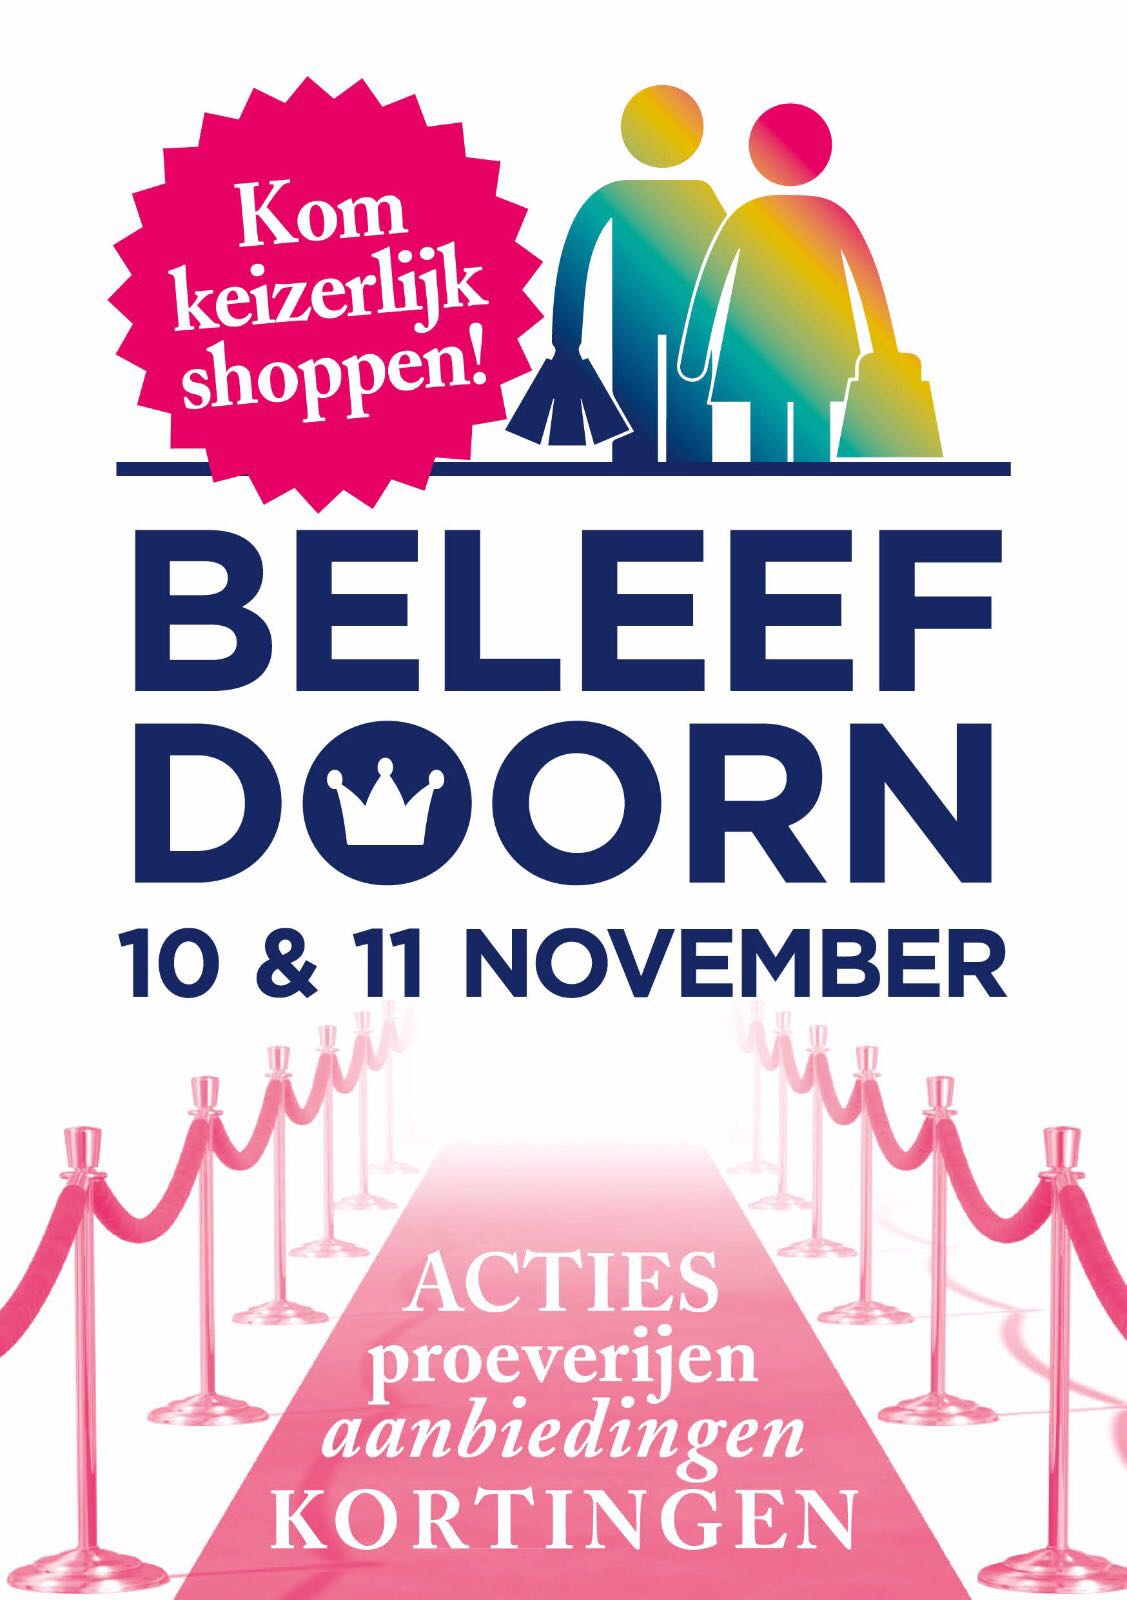 Kom
keizerlijk
shoppen!
BELEEF
DOORN
10 & 11 NOVEMBER
ACTIES
proeverijen
aanbiedingen
KORTINGEN